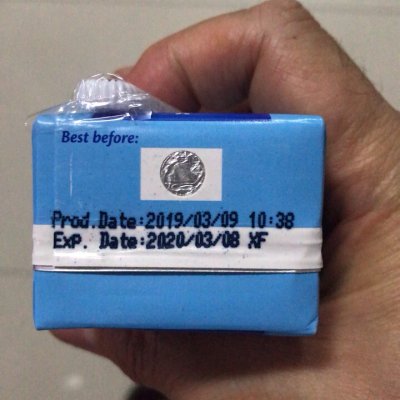 Best before:
Prod.Date:2019/03/09 10:38
Exp. Date:2020/03/08 XF